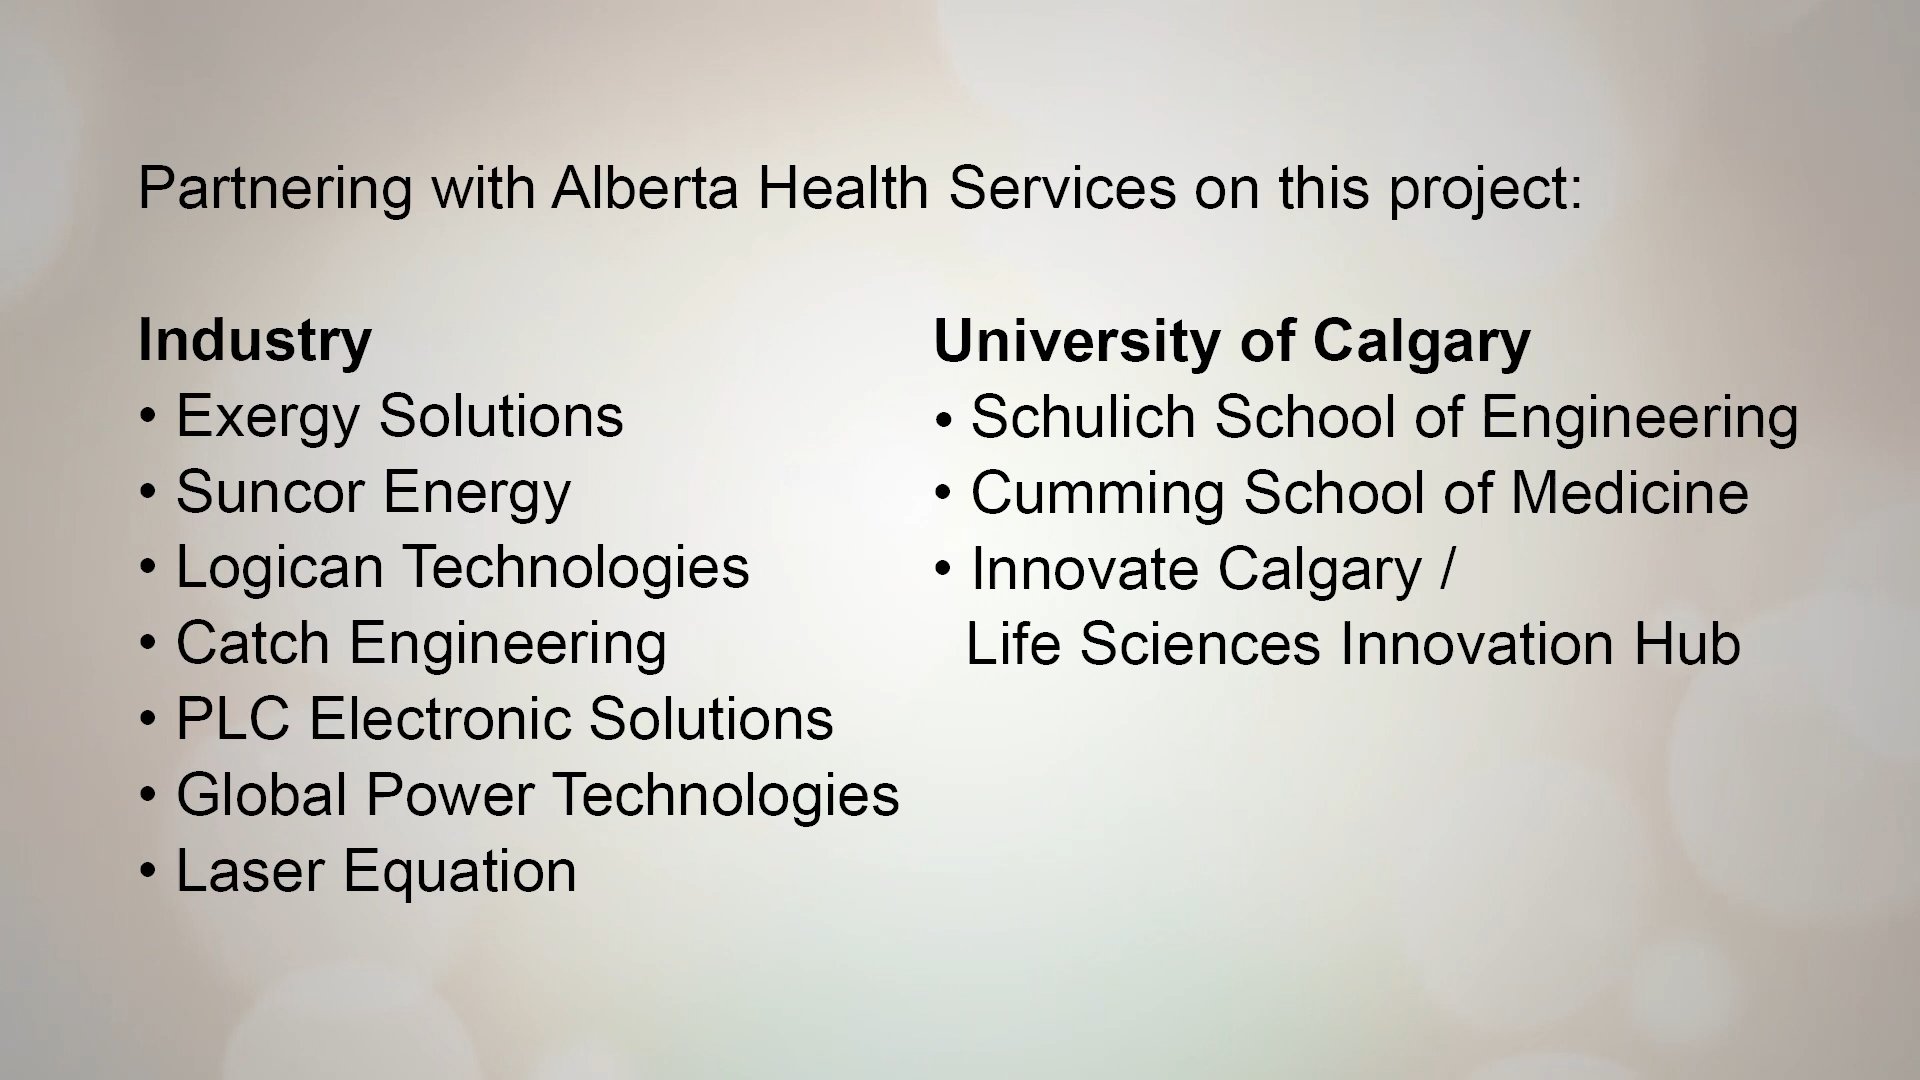 Partnering with Alberta Health Services on this project:
Industry
• Exergy Solutions
• Suncor Energy
• Logican Technologies
• Catch Engineering
• PLC Electronic Solutions
• Global Power Technologies
• Laser Equation
University of Calgary
• Schulich School of Engineering
• Cumming School of Medicine
• Innovate Calgary /
Life Sciences Innovation Hub